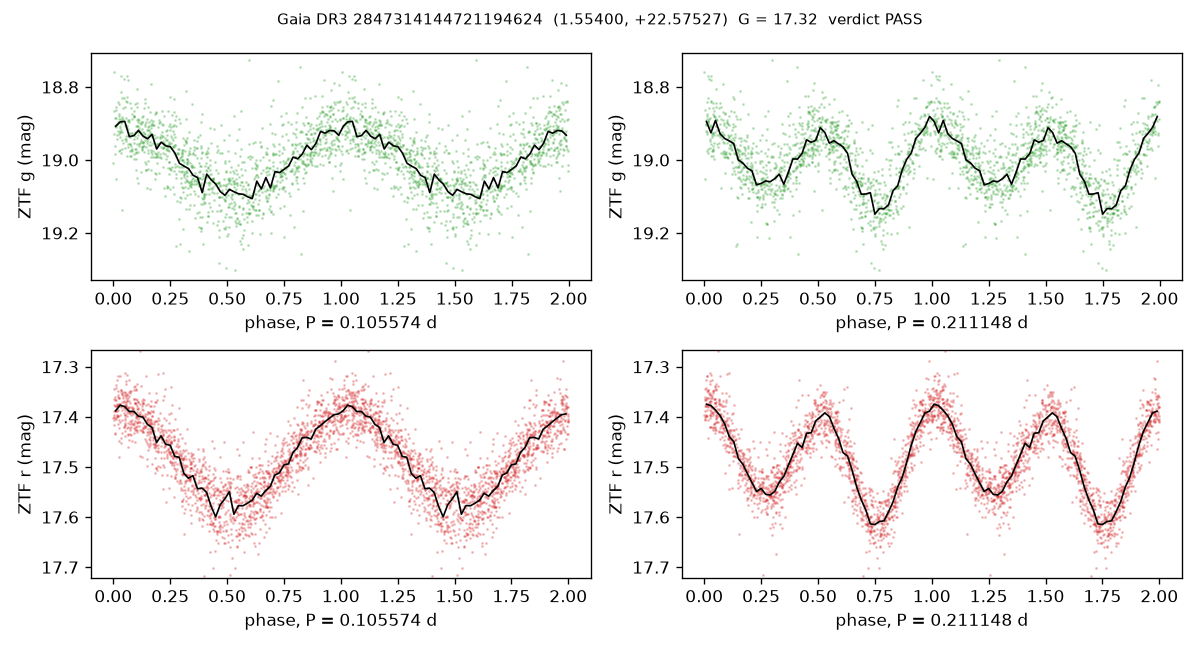 Gaia DR3 2847314144721194624  (1.55400, +22.57527)  G = 17.32  verdict PASS
ZTF g (mag)
18.8
19.0
19.2
0.00 0.25 0.50 0.75 1.00 1.25 1.50 1.75 2.00
phase, P = 0.105574 d
ZTF g (mag)
18.8
19.0
19.2
0.00 0.25 0.50 0.75 1.00 1.25 1.50 1.75 2.00
phase, P = 0.211148 d
ZTF r (mag)
17.3
17.4
17.5
17.6
17.7
0.00 0.25 0.50 0.75 1.00 1.25 1.50 1.75 2.00
phase, P = 0.105574 d
ZTF r (mag)
17.3
17.4
17.5
17.6
17.7
0.00 0.25 0.50 0.75 1.00 1.25 1.50 1.75 2.00
phase, P = 0.211148 d